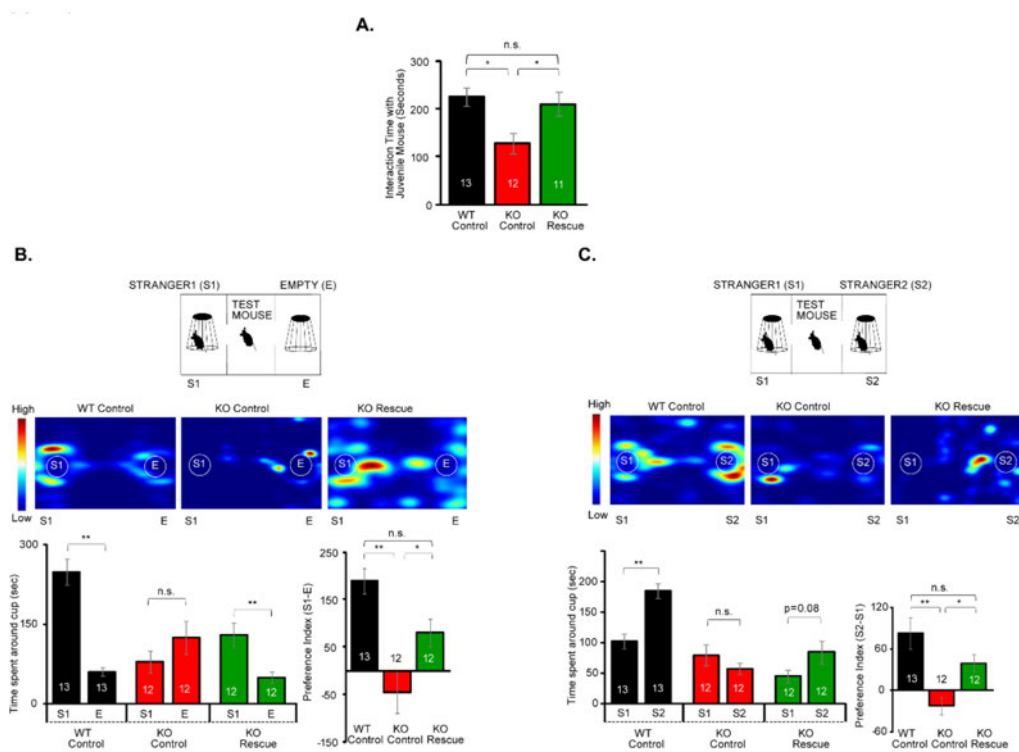 A.
n.s.
*
*
300
200
100
0
Interaction Time with
Juvenile Mouse (Seconds)
13
12
11
WT
Control
KO
Control
KO
Rescue
B.
STRANGER1 (S1)
EMPTY (E)
TEST
MOUSE
S1
E
High
Low
WT Control
KO Control
KO Rescue
S1
E
S1
E
S1
E
S1
E
S1
E
S1
E
300
150
0
Time spent around cup (sec)
**
n.s.
**
13
13
12
12
12
12
S1
E
S1
E
S1
E
WT
Control
KO
Control
KO
Rescue
n.s.
**
*
250
150
50
-50
-150
Preference Index (S1-E)
13
12
12
WT
Control
KO
Control
KO
Rescue
C.
STRANGER1 (S1)
STRANGER2 (S2)
TEST
MOUSE
S1
S2
High
Low
WT Control
KO Control
KO Rescue
S1
S2
S1
S2
S1
S2
S1
S2
S1
S2
S1
S2
200
150
100
50
0
Time spent around cup (sec)
**
n.s.
p=0.08
13
13
12
12
12
12
S1
S2
S1
S2
S1
S2
WT
Control
KO
Control
KO
Rescue
n.s.
**
*
120
60
0
-60
Preference Index (S2-S1)
13
12
12
WT
Control
KO
Control
KO
Rescue